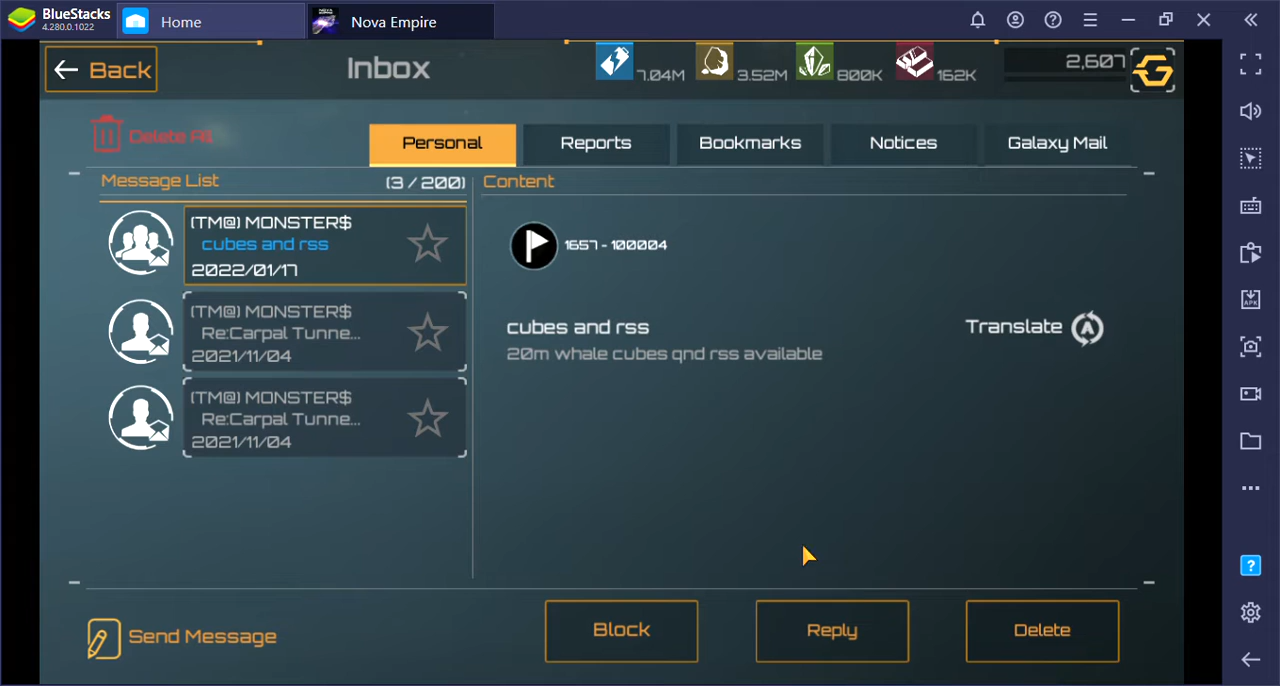 BlueStacks
4.280.0.1022
Home
Nova Empire
Back
Inbox
7.04M
3.52M
800K
162K
2,607
Delete All
Personal
Reports
Bookmarks
Notices
Galaxy Mail
Message List
(3 / 200)
Content
(TM@) MONSTER$
cubes and rss
2022/01/17
(TM@) MONSTER$
Re:Carpal Tunne...
2021/11/04
(TM@) MONSTER$
Re:Carpal Tunne...
2021/11/04
1657 - 100004
cubes and rss
Translate
20m whale cubes qnd rss available
Send Message
Block
Reply
Delete